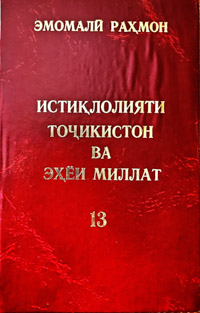 ЭМОМАЛӢ РАҲМОН
ИСТИҚЛОЛИЯТИ
ТОҶИКИСТОН
ВА
ЭҲЁИ МИЛЛАТ
13